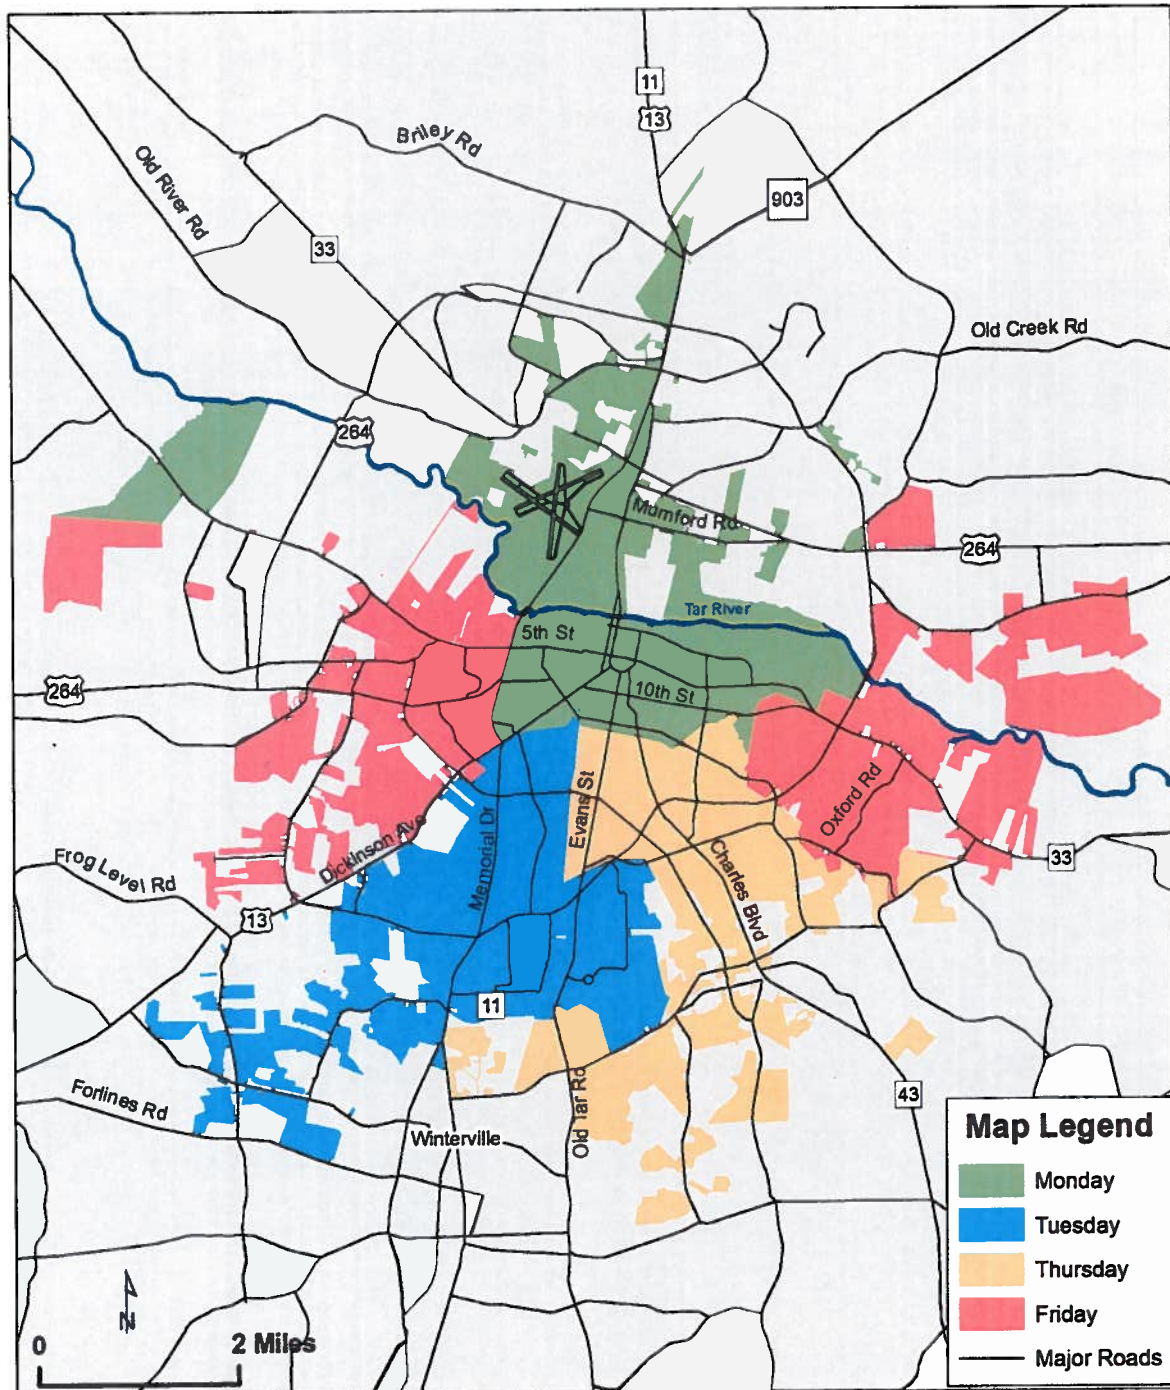 11
13
Briley Rd
903
Old River Rd
33
Old Creek Rd
264
Mumford Rd
264
Tar River
5th St
264
10th St
Evans St
Oxford Rd
Memorial Dr
Dickinson Ave
Charles Blvd
33
Frog Level Rd
13
11
Forlines Rd
Old Tar Rd
43
Winterville
Map Legend
Monday
Tuesday
Thursday
Friday
Major Roads
N
0
2 Miles